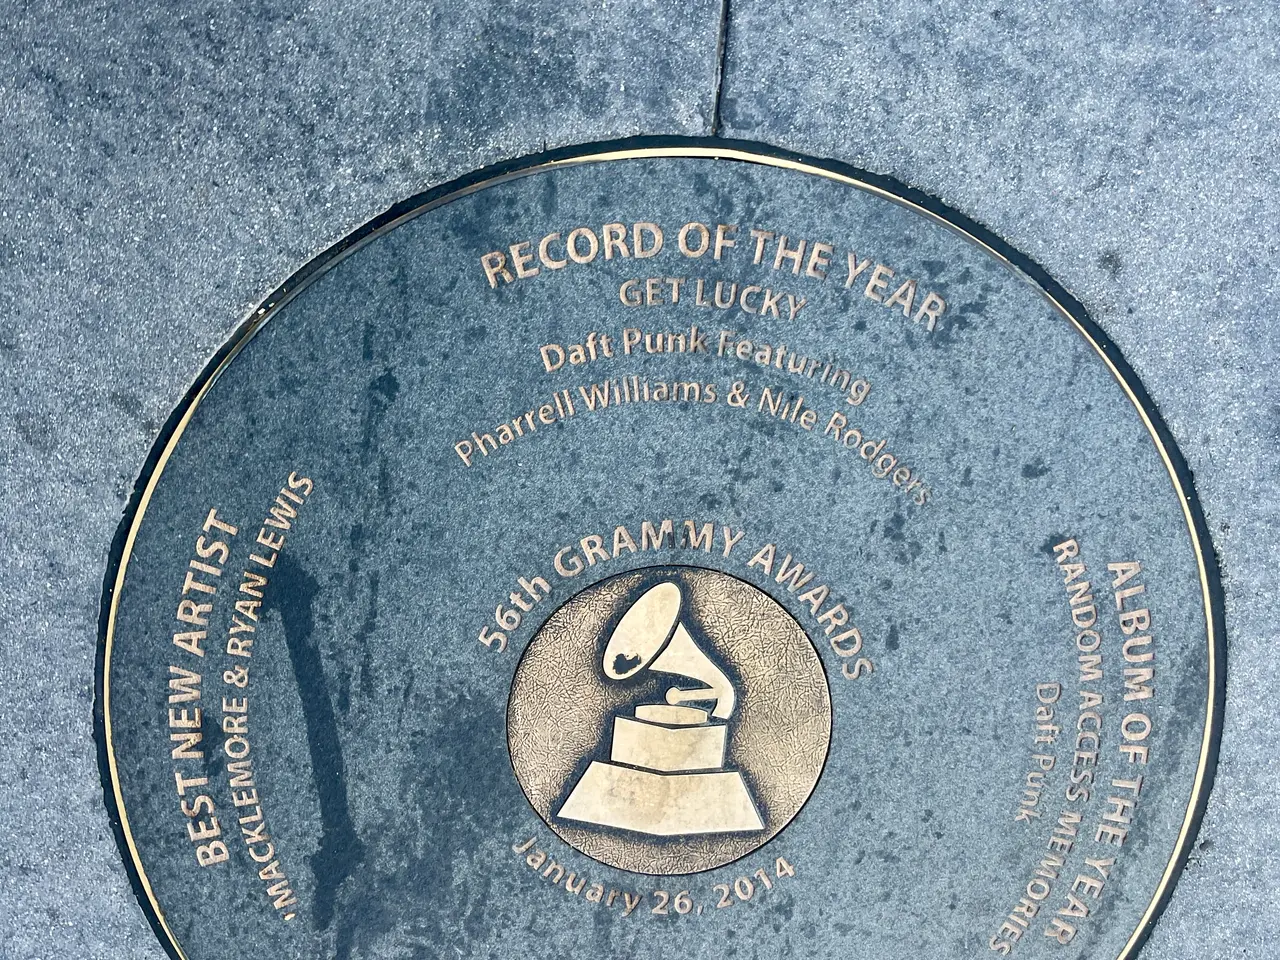 RECORD OF THE YEAR
GET LUCKY
Daft Punk Featuring
Pharrell Williams & Nile Rodgers
BEST NEW ARTIST
'MACKLEMORE & RYAN LEWIS
56th GRAMMY AWARDS
January 26, 2014
ALBUM OF THE YEAR
RANDOM ACCESS MEMORIES
Daft Punk